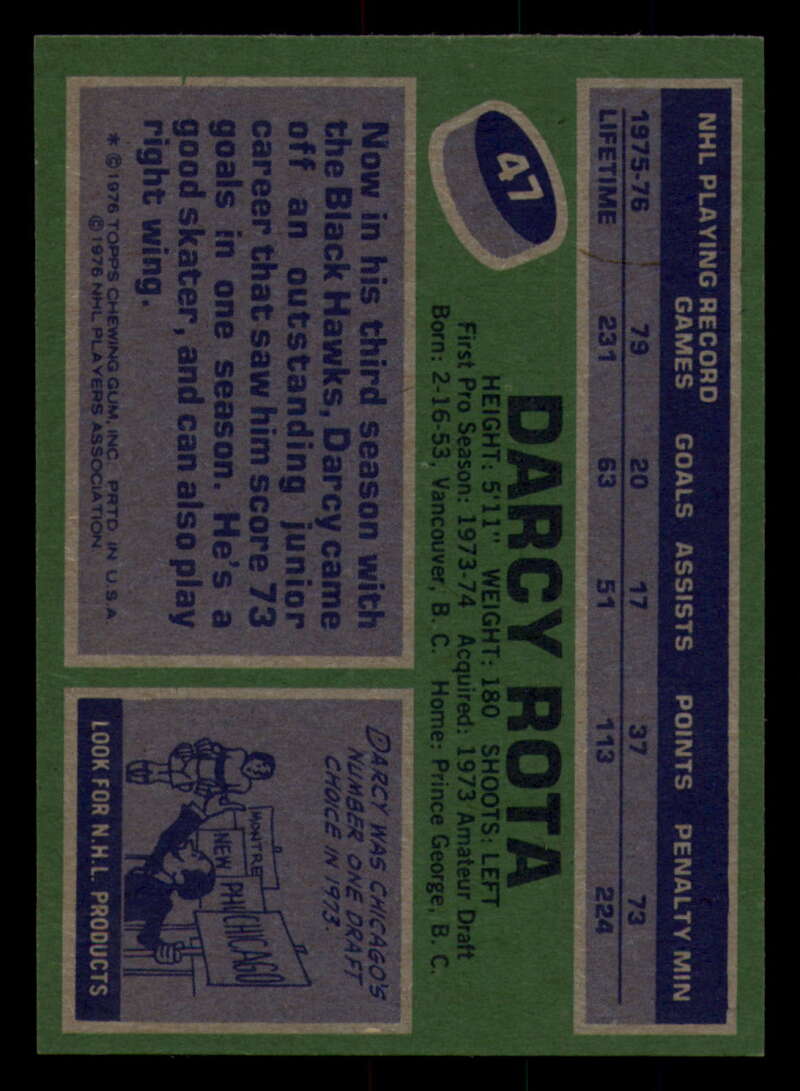 NHL PLAYING RECORD
GAMES GOALS ASSISTS POINTS PENALTY MIN
1975-76 79 20 17 37 73
LIFETIME 231 63 51 113 224
47
DARCY ROTA
HEIGHT: 5'11" WEIGHT: 180 SHOOTS: LEFT
First Pro Season: 1973-74 Acquired: 1973 Amateur Draft
Born: 2-16-53, Vancouver, B. C. Home: Prince George, B. C.
Now in his third season with
the Black Hawks, Darcy came
off an outstanding junior
career that saw him score 73
goals in one season. He's a
good skater, and can also play
right wing.
* ©1976 TOPPS CHEWING GUM, INC. PRTD. IN U.S.A.
©1976 NHL PLAYERS ASSOCIATION
DARCY WAS CHICAGO'S
NUMBER ONE DRAFT
CHOICE IN 1973.
MONTRE
NEW
PHI
CHICAGO
LOOK FOR N.H.L. PRODUCTS